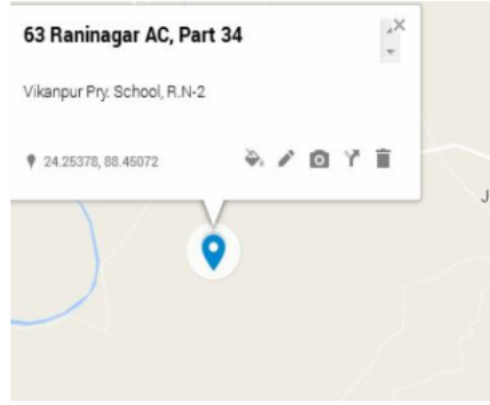 63 Raninagar AC, Part 34
Vikanpur Pry. School, R.N-2
24.25378, 88.45072
J